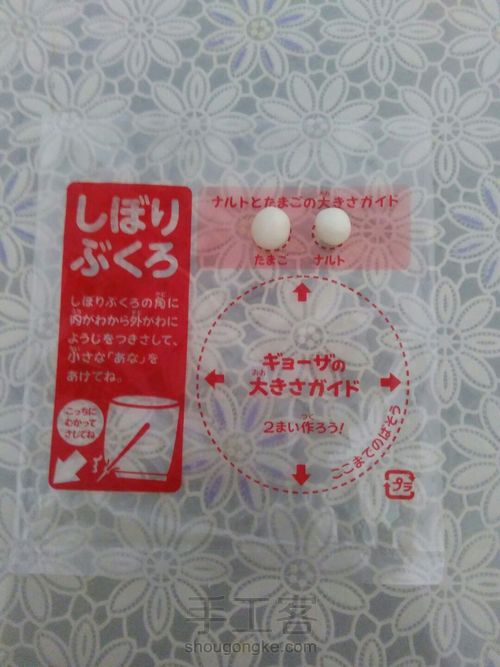 しぼり
ぶくろ
しぼりぶくろの角に
内がわから外がわに
ようじをつきさして、
小さな「あな」を
あけてね。
こっちに
むかって
さしてね
ナルトとたまごの大きさガイド
たまご
ナルト
ギョーザの
大きさガイド
2まい作ろう!
ここまでのばそう
プラ
手工客
shougongke.com